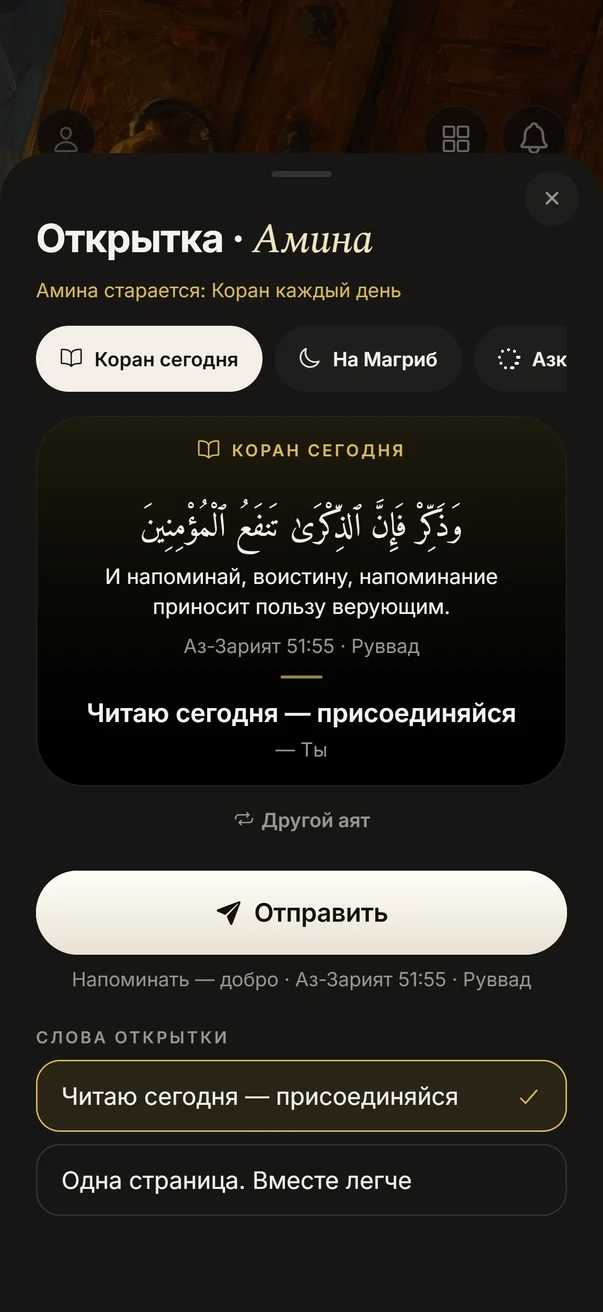 Открытка · Амина
Амина старается: Коран каждый день
Коран сегодня
На Магриб
Азк
КОРАН СЕГОДНЯ
وَذَكِّرْ فَإِنَّ ٱلذِّكْرَىٰ تَنفَعُ ٱلْمُؤْمِنِينَ
И напоминай, воистину, напоминание
приносит пользу верующим.
Аз-Зарият 51:55 · Руввад
Читаю сегодня — присоединяйся
— Ты
Другой аят
Отправить
Напоминать — добро · Аз-Зарият 51:55 · Руввад
СЛОВА ОТКРЫТКИ
Читаю сегодня — присоединяйся
Одна страница. Вместе легче